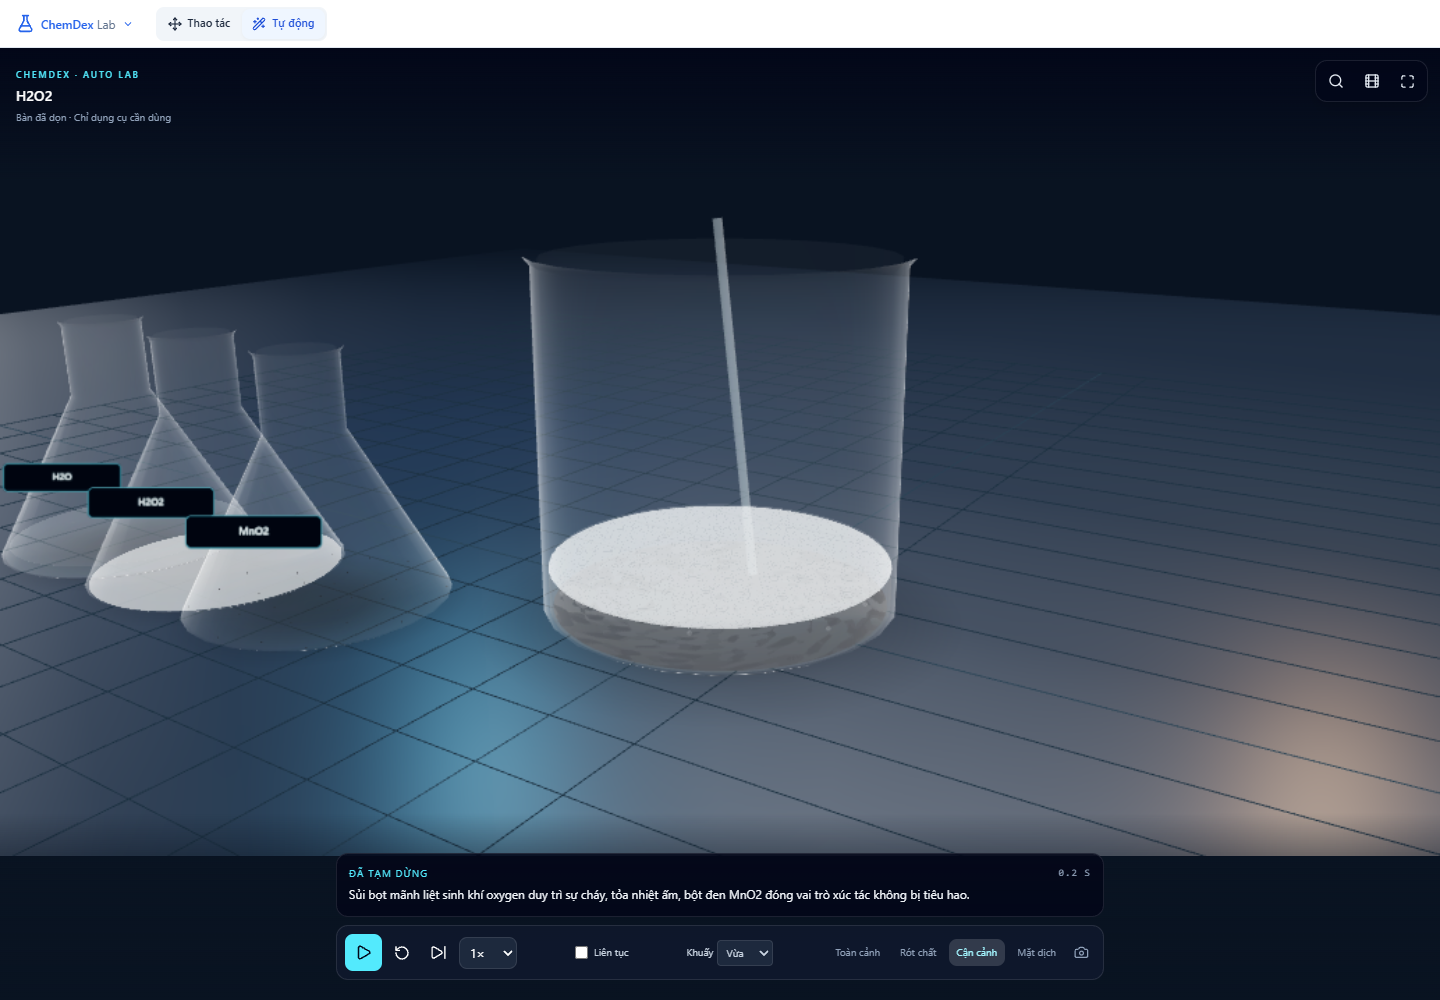 ChemDex Lab
Thao tác
Tự động
CHEMDEX · AUTO LAB
H2O2
Bàn đã dọn · Chỉ dụng cụ cần dùng
H2O
H2O2
MnO2
ĐÃ TẠM DỪNG
0.2 S
Sủi bọt mãnh liệt sinh khí oxygen duy trì sự cháy, tỏa nhiệt ấm, bột đen MnO2 đóng vai trò xúc tác không bị tiêu hao.
1×
Liên tục
Khuấy
Vừa
Toàn cảnh
Rót chất
Cận cảnh
Mặt dịch